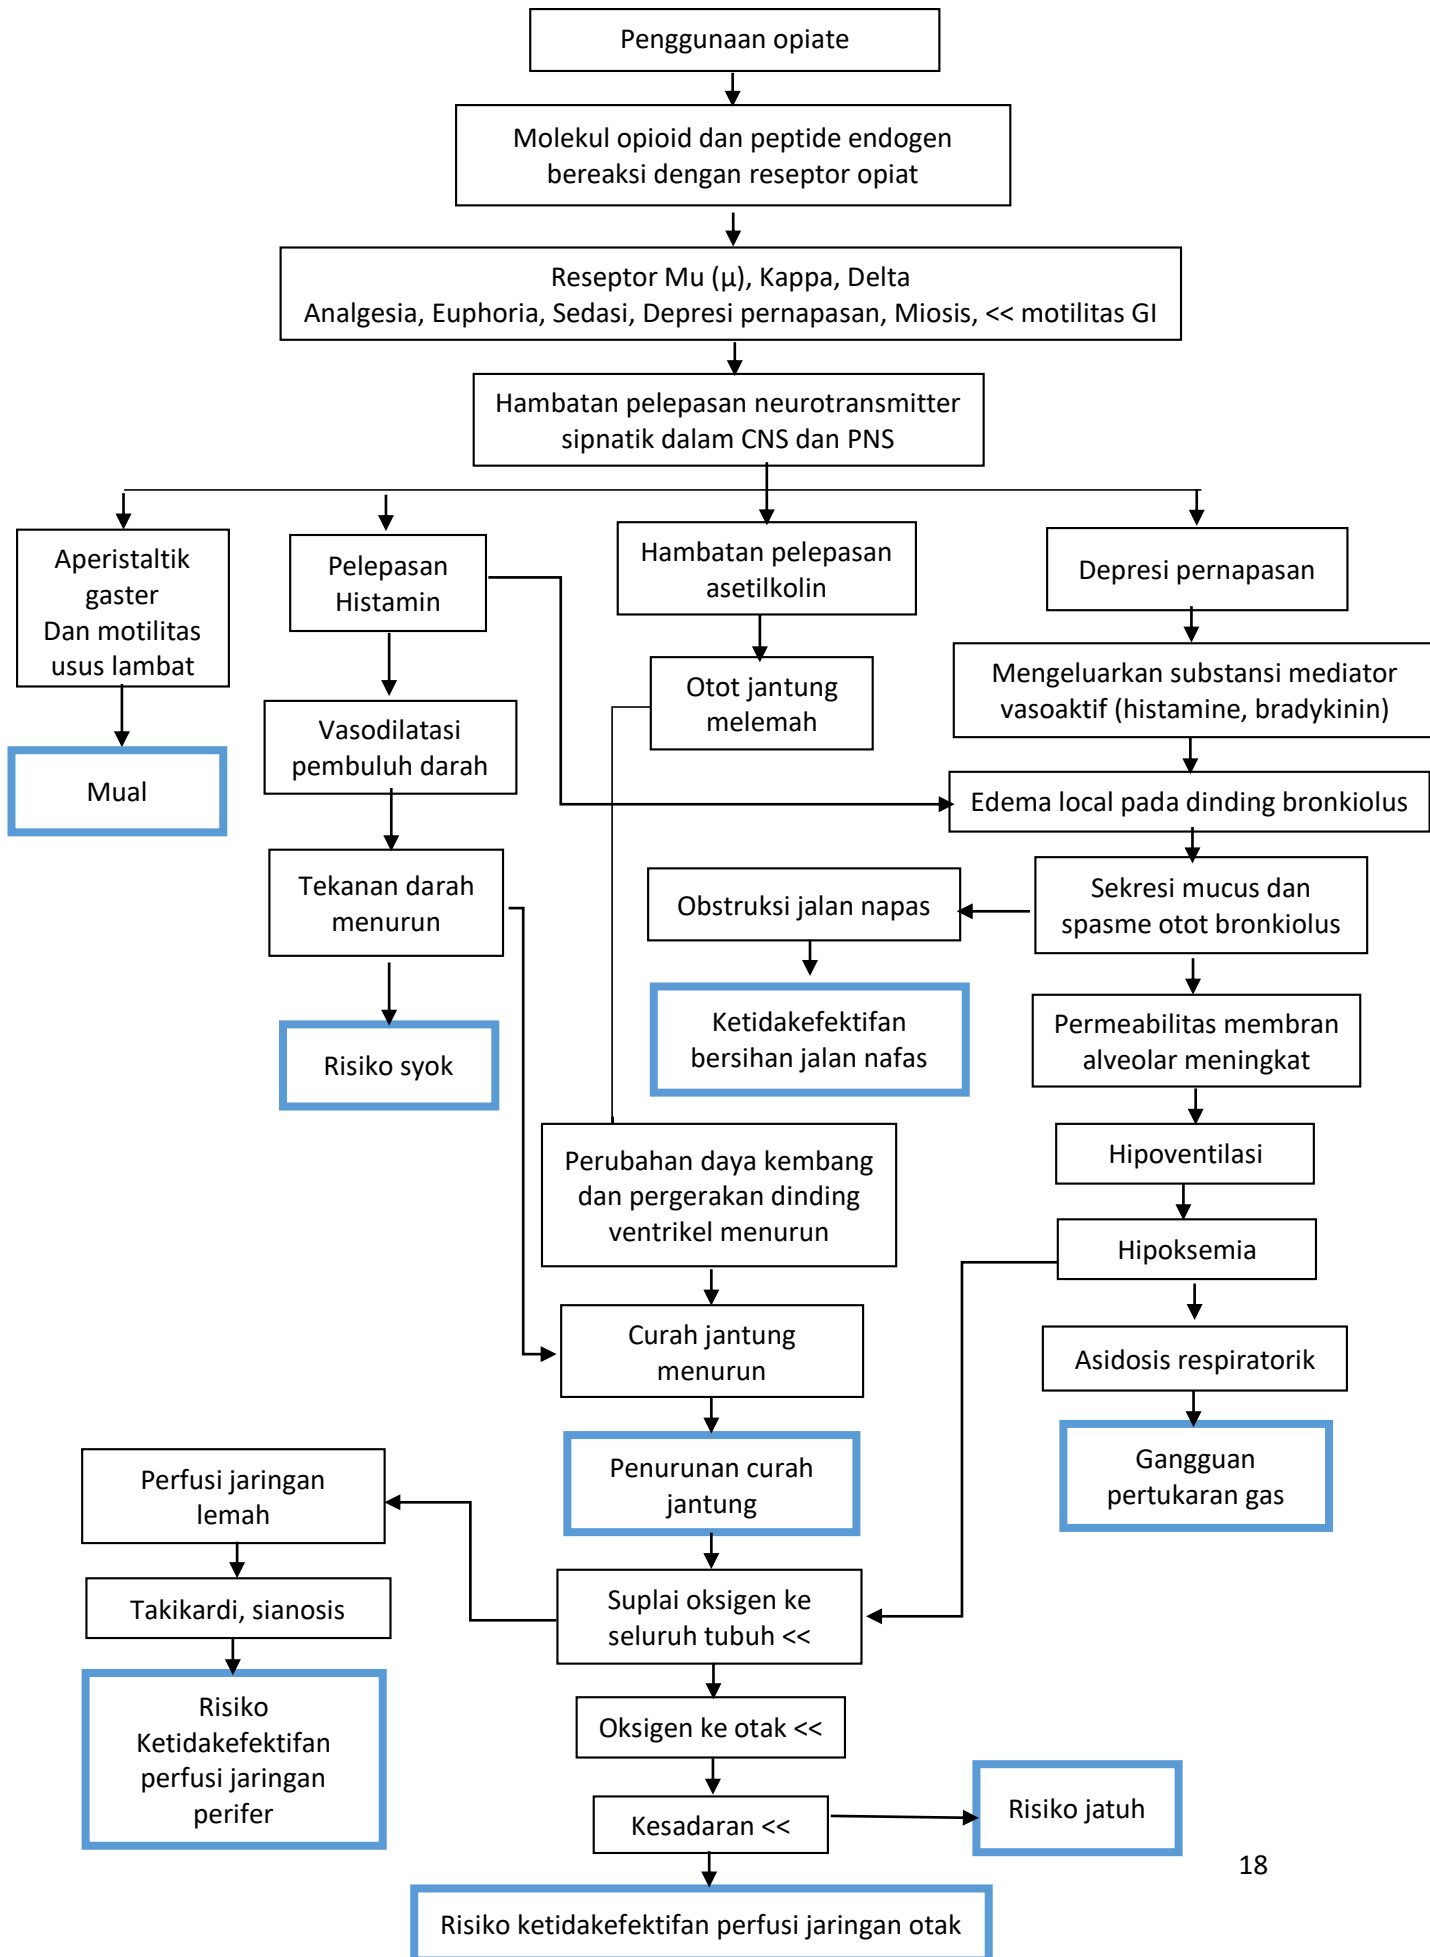 Penggunaan opiate
Molekul opioid dan peptide endogen
bereaksi dengan reseptor opiat
Reseptor Mu (µ), Kappa, Delta
Analgesia, Euphoria, Sedasi, Depresi pernapasan, Miosis, << motilitas GI
Hambatan pelepasan neurotransmitter
sipnatik dalam CNS dan PNS
Aperistaltik
gaster
Dan motilitas
usus lambat
Pelepasan
Histamin
Hambatan pelepasan
asetilkolin
Depresi pernapasan
Otot jantung
melemah
Mengeluarkan substansi mediator
vasoaktif (histamine, bradykinin)
Vasodilatasi
pembuluh darah
Mual
Edema local pada dinding bronkiolus
Tekanan darah
menurun
Obstruksi jalan napas
Sekresi mucus dan
spasme otot bronkiolus
Risiko syok
Ketidakefektifan
bersihan jalan nafas
Permeabilitas membran
alveolar meningkat
Perubahan daya kembang
dan pergerakan dinding
ventrikel menurun
Hipoventilasi
Hipoksemia
Curah jantung
menurun
Asidosis respiratorik
Penurunan curah
jantung
Gangguan
pertukaran gas
Perfusi jaringan
lemah
Takikardi, sianosis
Suplai oksigen ke
seluruh tubuh <<
Risiko
Ketidakefektifan
perfusi jaringan
perifer
Oksigen ke otak <<
Kesadaran <<
Risiko jatuh
Risiko ketidakefektifan perfusi jaringan otak
18